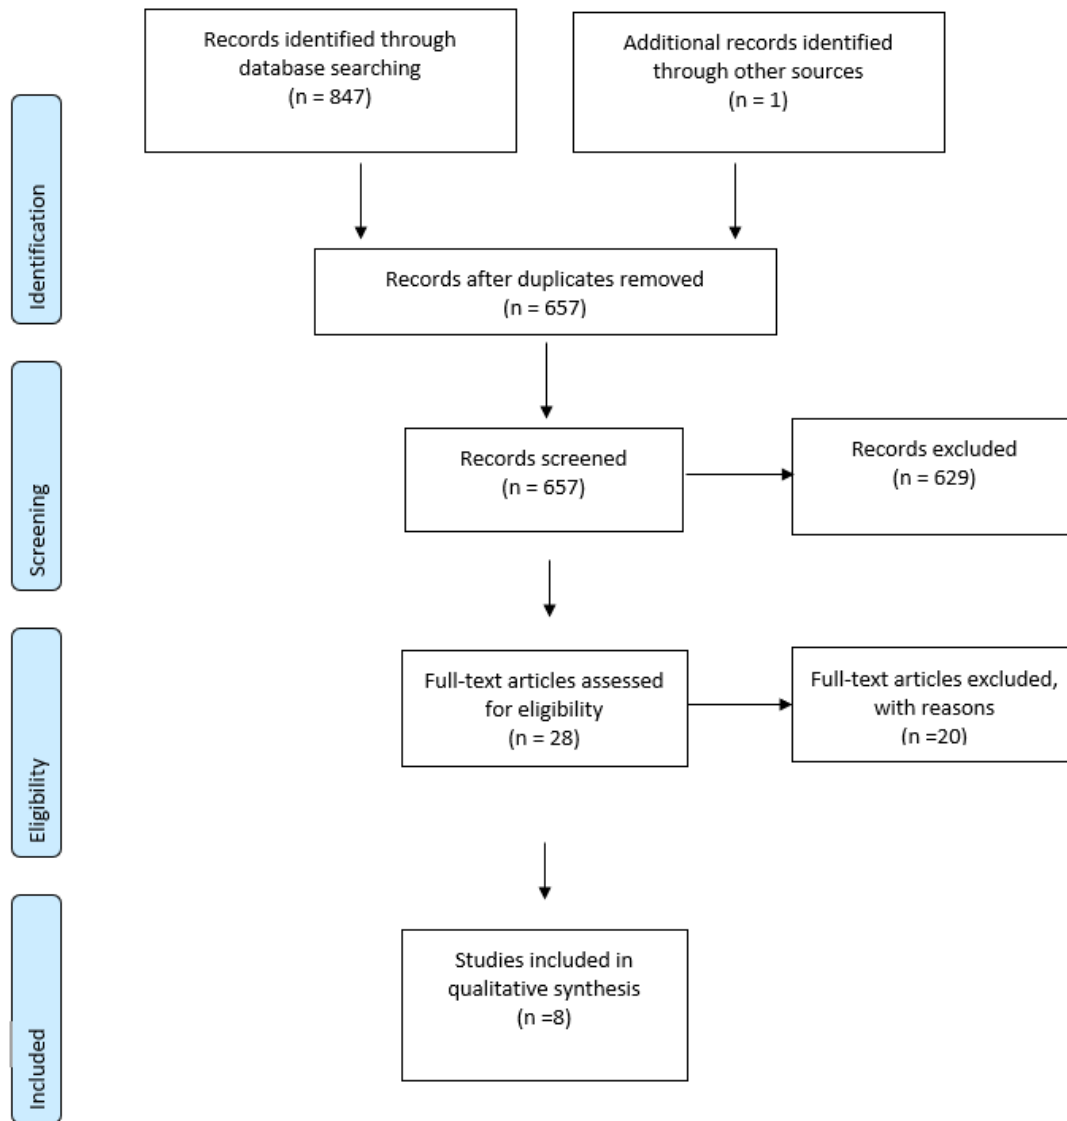 Records identified through
database searching
(n = 847)
Additional records identified
through other sources
(n = 1)
Identification
Records after duplicates removed
(n = 657)
Screening
Records screened
(n = 657)
Records excluded
(n = 629)
Eligibility
Full-text articles assessed
for eligibility
(n = 28)
Full-text articles excluded,
with reasons
(n =20)
Included
Studies included in
qualitative synthesis
(n =8)